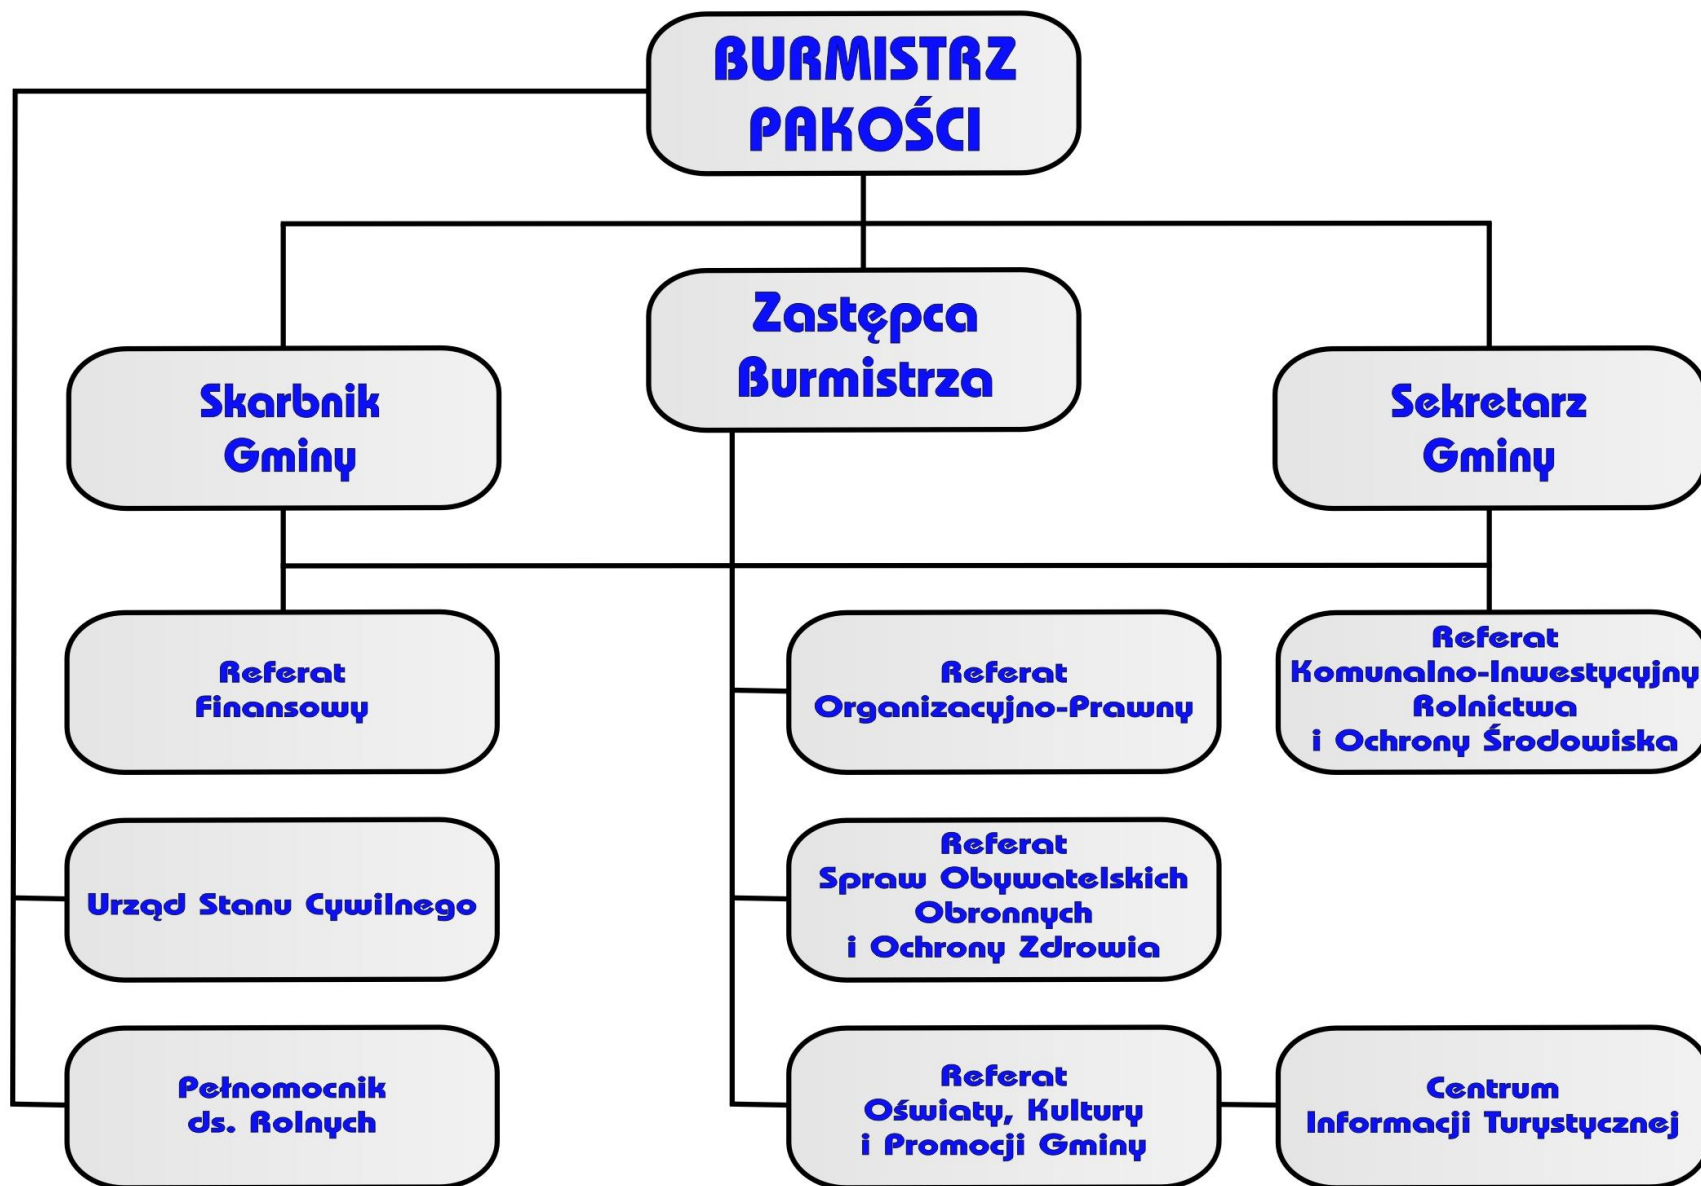 BURMISTRZ
PAKOŚCI
Zastępca
Burmistrza
Skarbnik
Gminy
Sekretarz
Gminy
Referat
Finansowy
Referat
Organizacyjno-Prawny
Referat
Komunalno-Inwestycyjny
Rolnictwa
i Ochrony Środowiska
Urząd Stanu Cywilnego
Referat
Spraw Obywatelskich
Obronnych
i Ochrony Zdrowia
Pełnomocnik
ds. Rolnych
Referat
Oświaty, Kultury
i Promocji Gminy
Centrum
Informacji Turystycznej